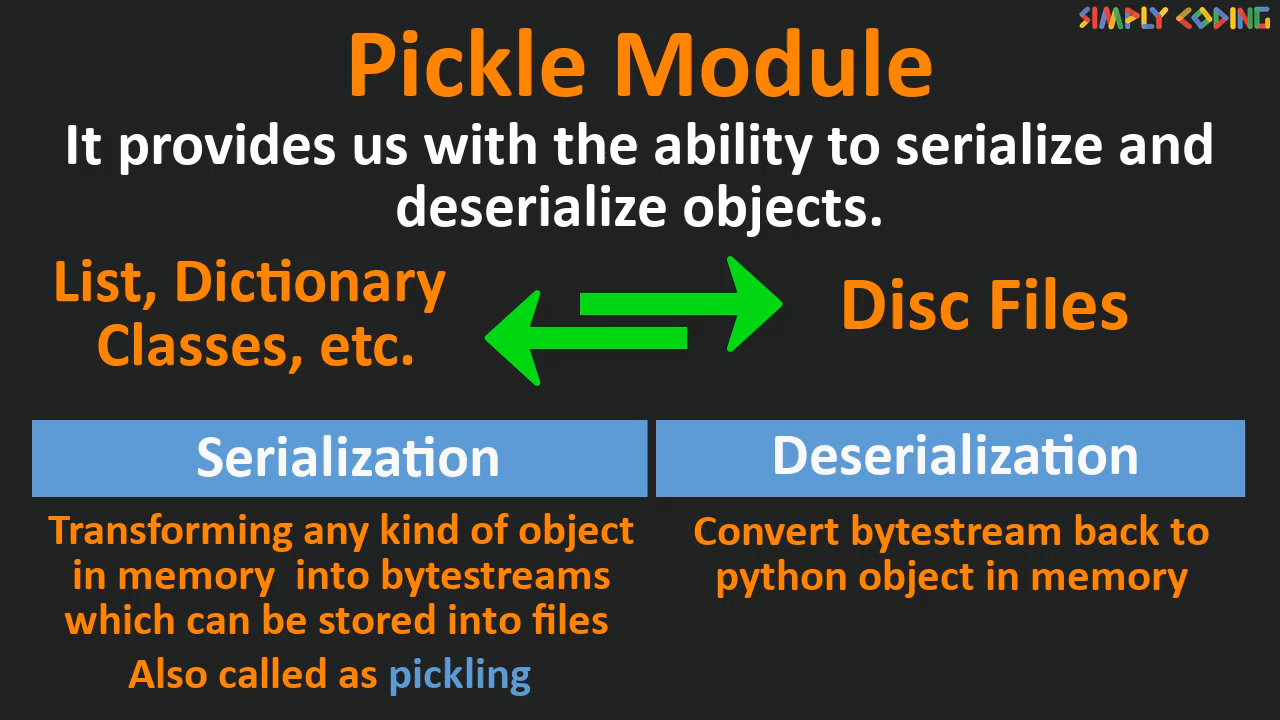 SIMPLY CODING
Pickle Module
It provides us with the ability to serialize and
deserialize objects.
List, Dictionary
Classes, etc.
Disc Files
Serialization
Deserialization
Transforming any kind of object
in memory into bytestreams
which can be stored into files
Also called as pickling
Convert bytestream back to
python object in memory